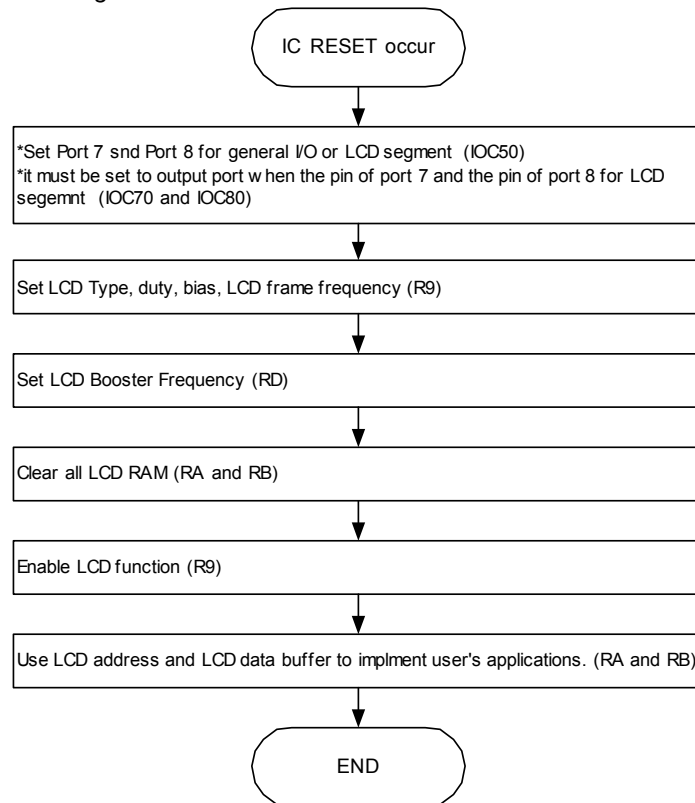 IC RESET occur
*Set Port 7 snd Port 8 for general I/O or LCD segment (IOC50)
*it must be set to output port when the pin of port 7 and the pin of port 8 for LCD
segemnt (IOC70 and IOC80)
Set LCD Type, duty, bias, LCD frame frequency (R9)
Set LCD Booster Frequency (RD)
Clear all LCD RAM (RA and RB)
Enable LCD function (R9)
Use LCD address and LCD data buffer to implment user's applications. (RA and RB)
END